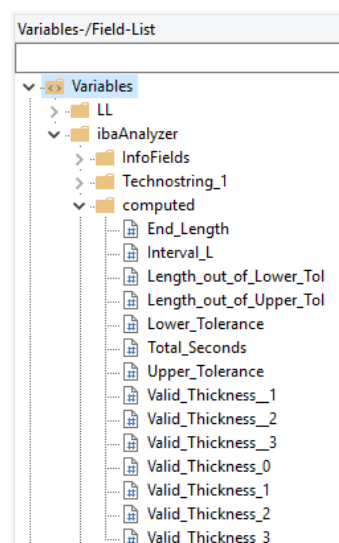 Variables-/Field-List
Variables
LL
ibaAnalyzer
InfoFields
Technostring_1
computed
End_Length
Interval_L
Length_out_of_Lower_Tol
Length_out_of_Upper_Tol
Lower_Tolerance
Total_Seconds
Upper_Tolerance
Valid_Thickness__1
Valid_Thickness__2
Valid_Thickness__3
Valid_Thickness_0
Valid_Thickness_1
Valid_Thickness_2
Valid_Thickness_3